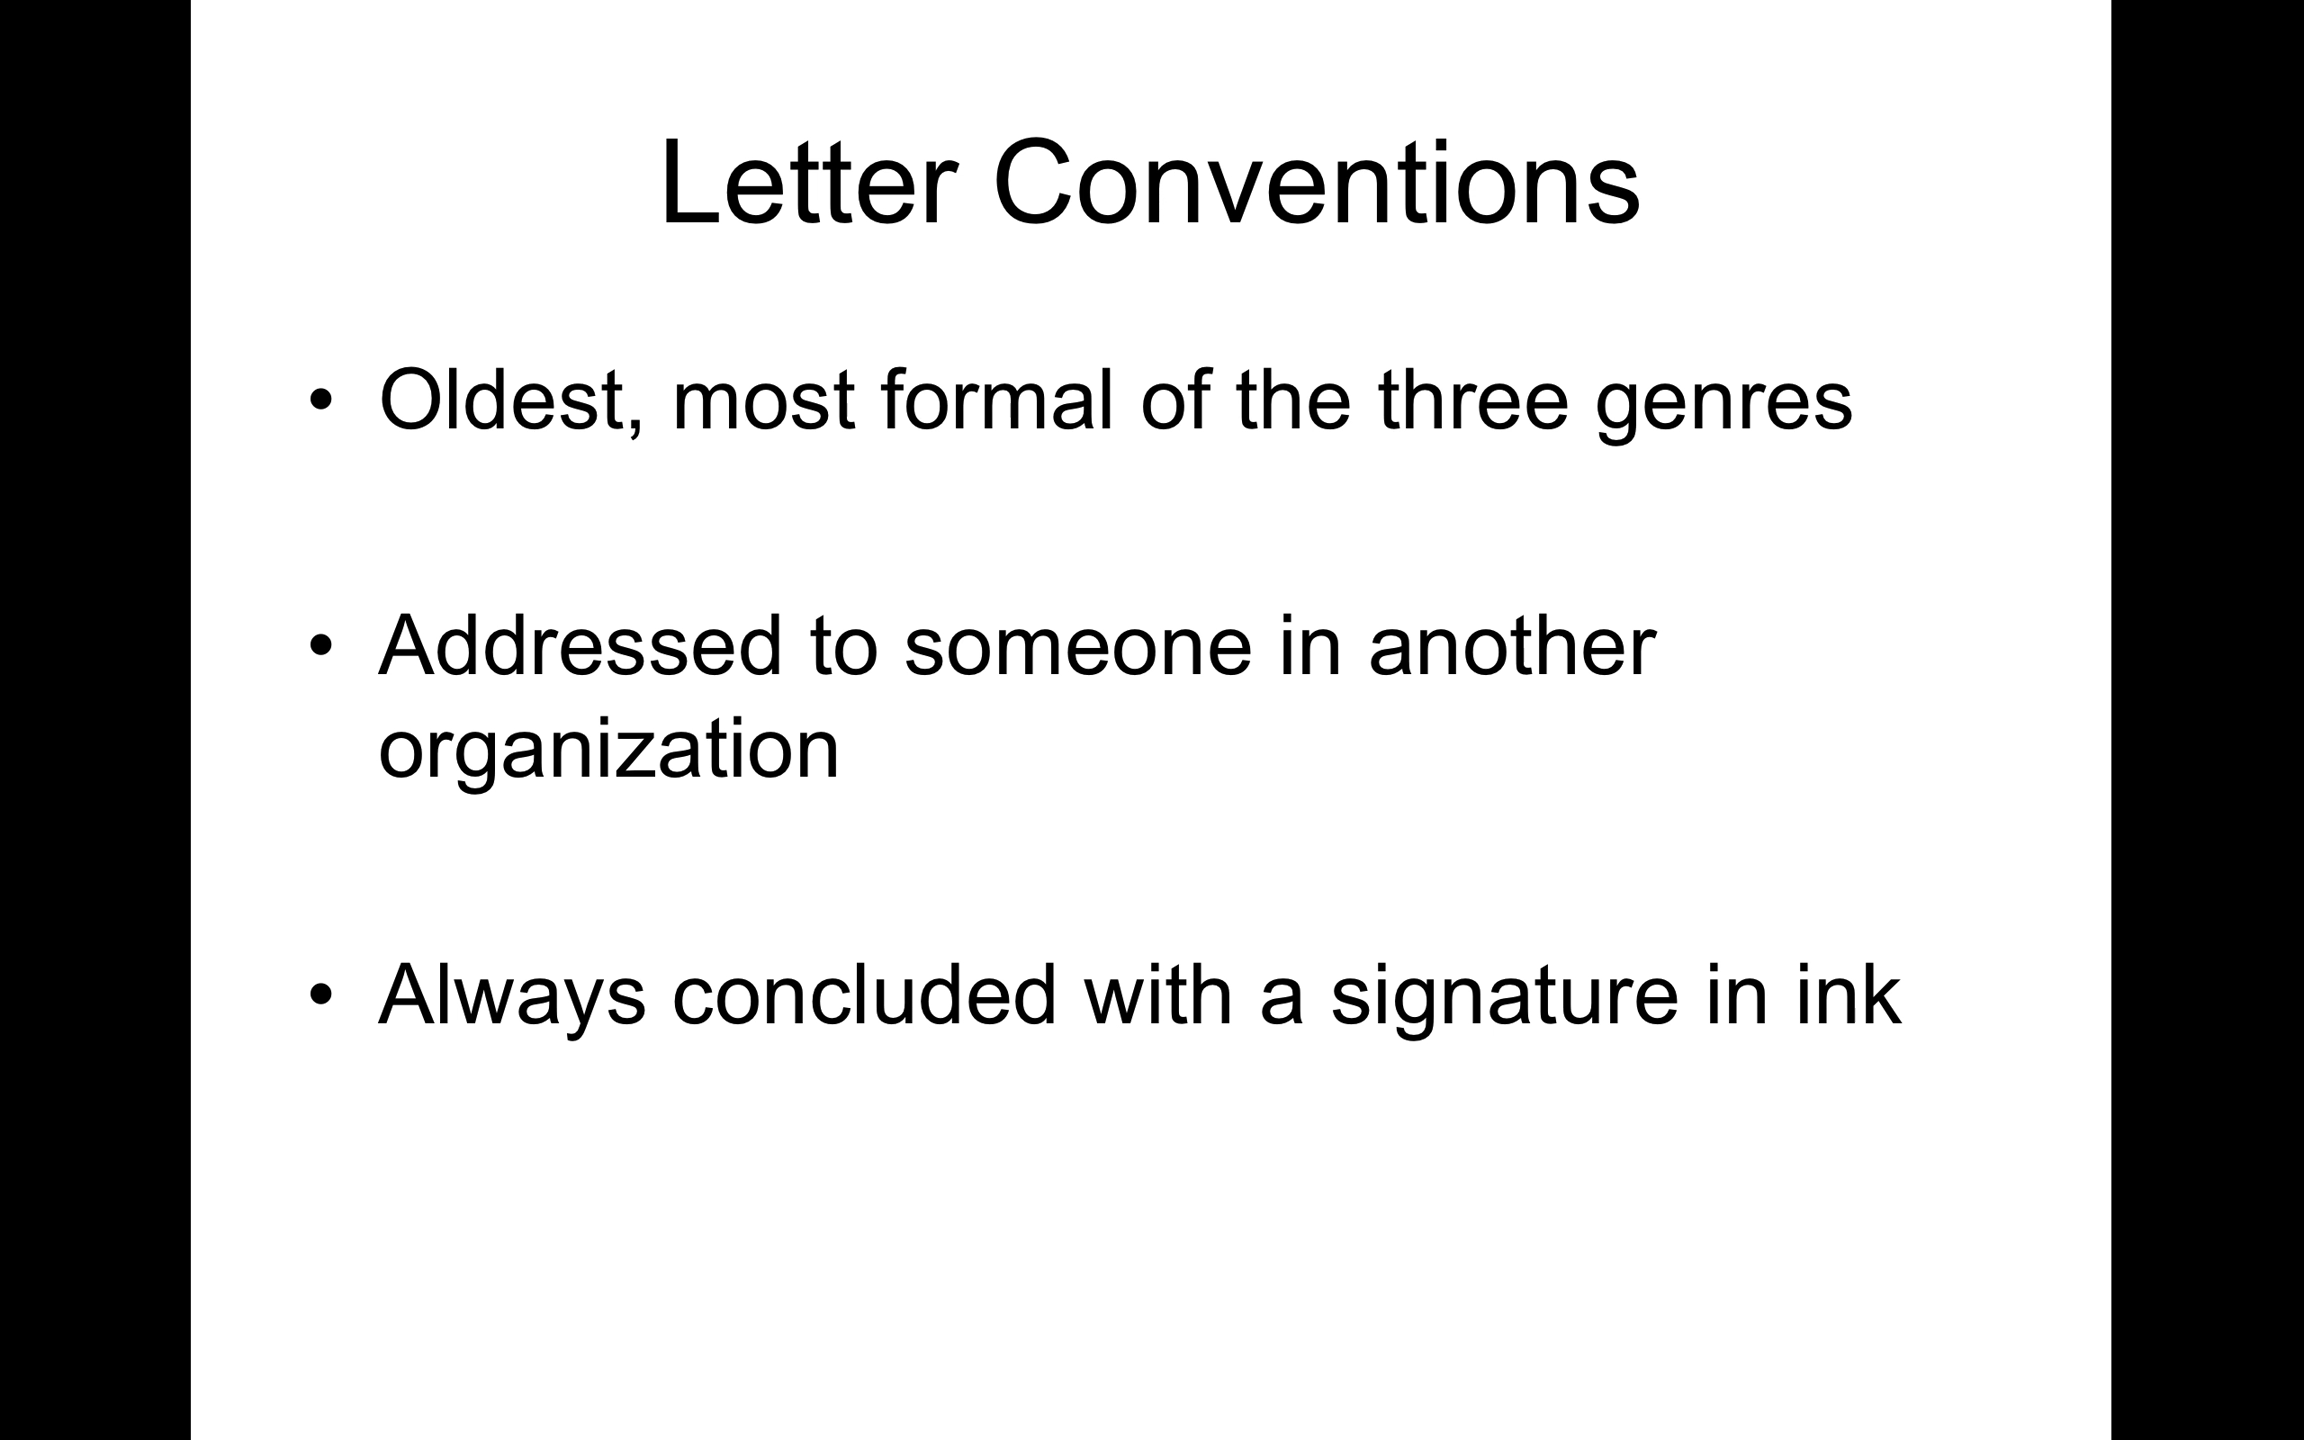 Letter Conventions
• Oldest, most formal of the three genres
• Addressed to someone in another
organization
• Always concluded with a signature in ink